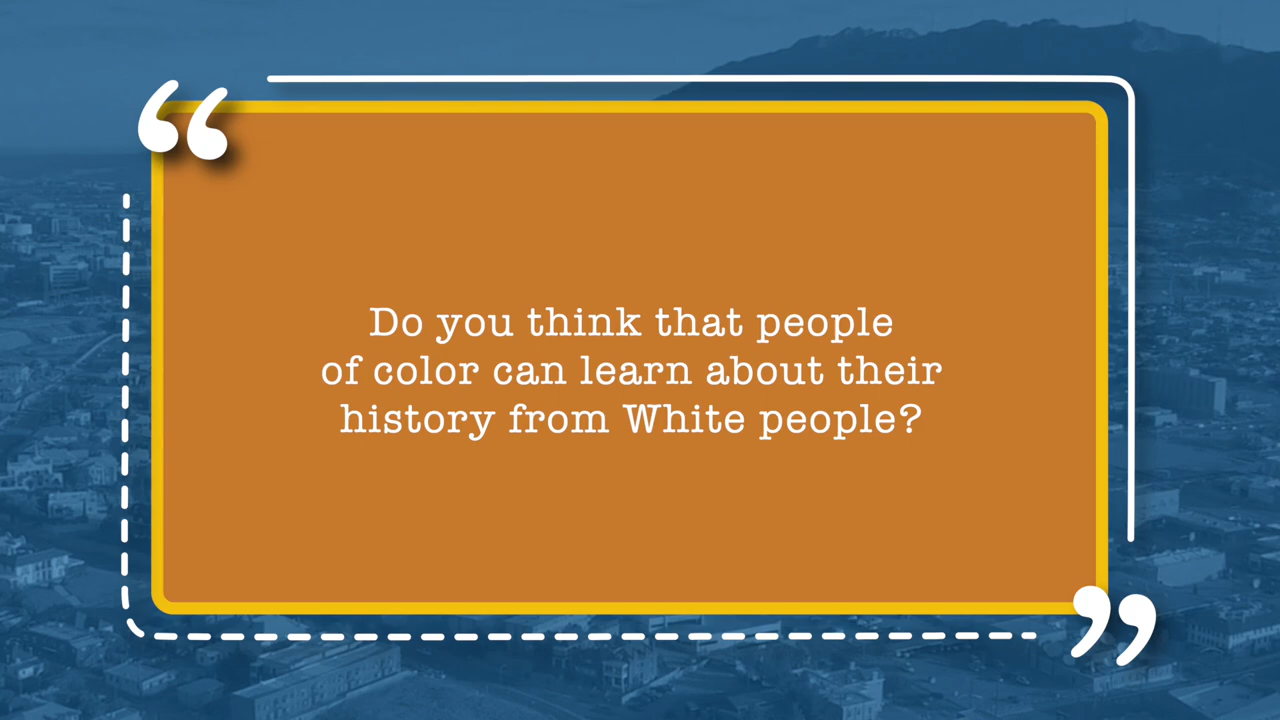 “
Do you think that people
of color can learn about their
history from White people?
”